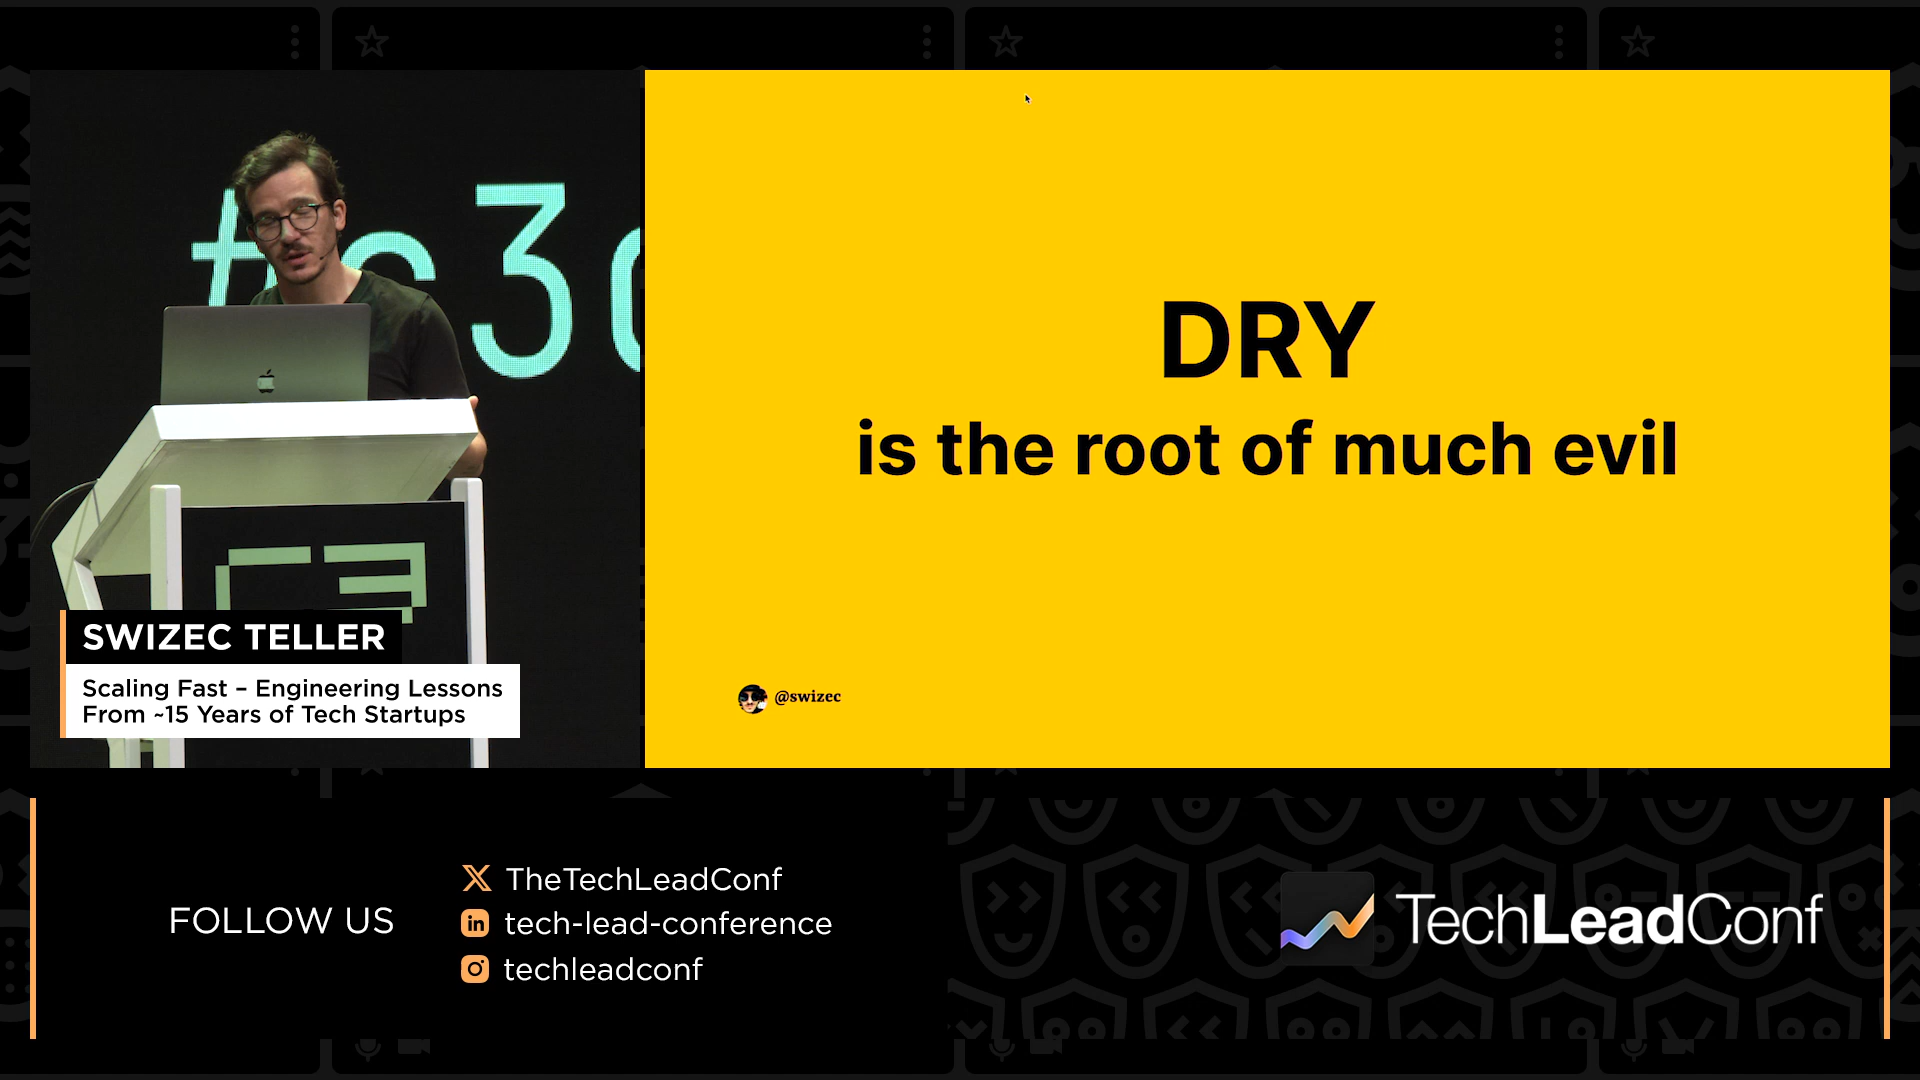 DRY
is the root of much evil
@swizec
SWIZEC TELLER
Scaling Fast – Engineering Lessons
From ~15 Years of Tech Startups
FOLLOW US
TheTechLeadConf
tech-lead-conference
techleadconf
TechLeadConf